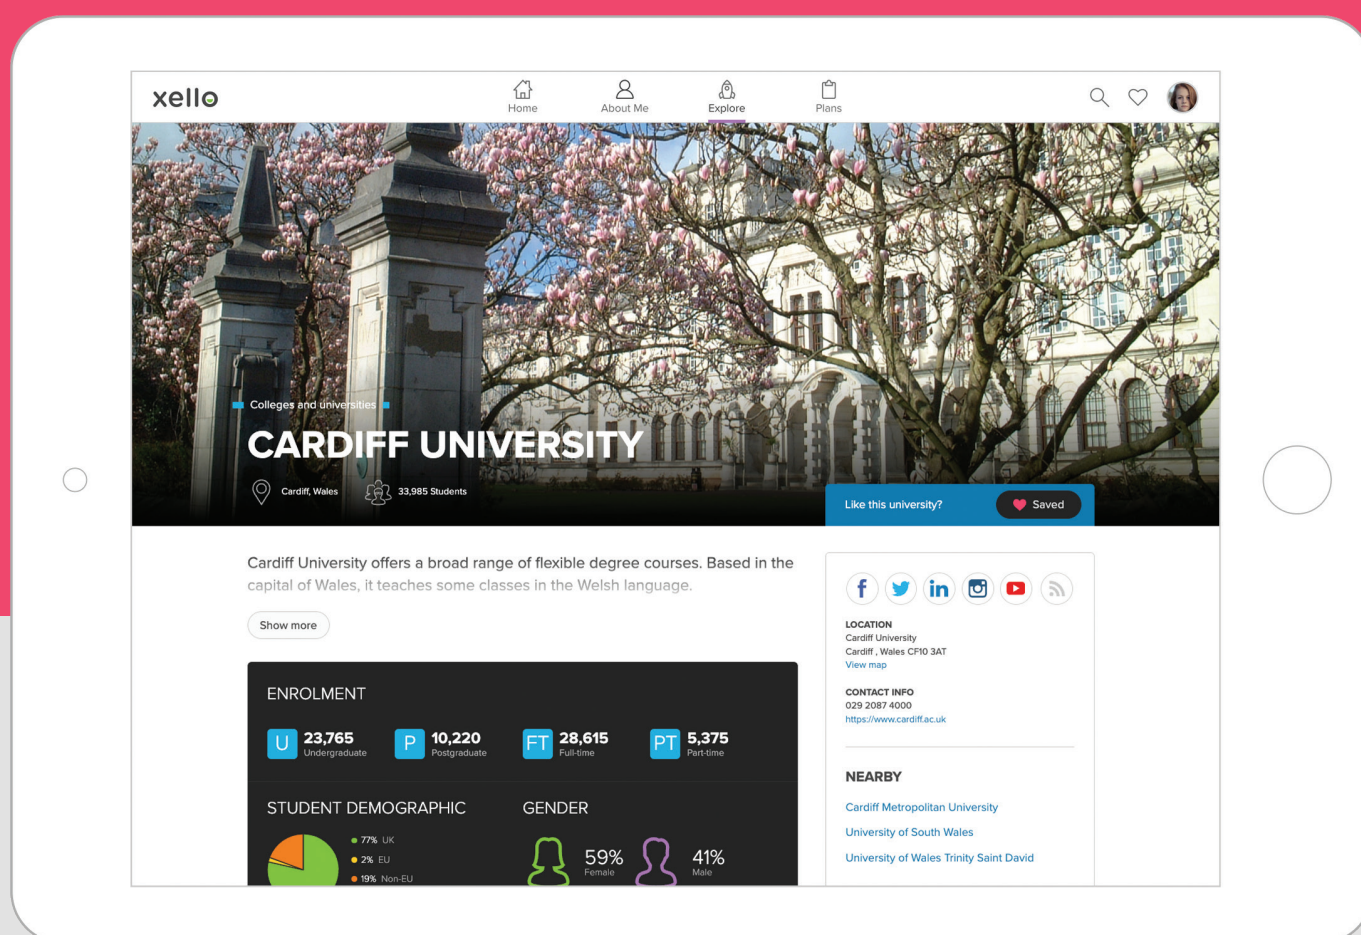 xello
Home
About Me
Explore
Plans
Colleges and universities
CARDIFF UNIVERSITY
Cardiff, Wales
33,985 Students
Like this university?
Saved
Cardiff University offers a broad range of flexible degree courses. Based in the
capital of Wales, it teaches some classes in the Welsh language.
Show more
ENROLMENT
U 23,765
Undergraduate
P 10,220
Postgraduate
FT 28,615
Full-time
PT 5,375
Part-time
STUDENT DEMOGRAPHIC
77% UK
2% EU
19% Non-EU
GENDER
59%
Female
41%
Male
f
in
LOCATION
Cardiff University
Cardiff , Wales CF10 3AT
View map
CONTACT INFO
029 2087 4000
https://www.cardiff.ac.uk
NEARBY
Cardiff Metropolitan University
University of South Wales
University of Wales Trinity Saint David